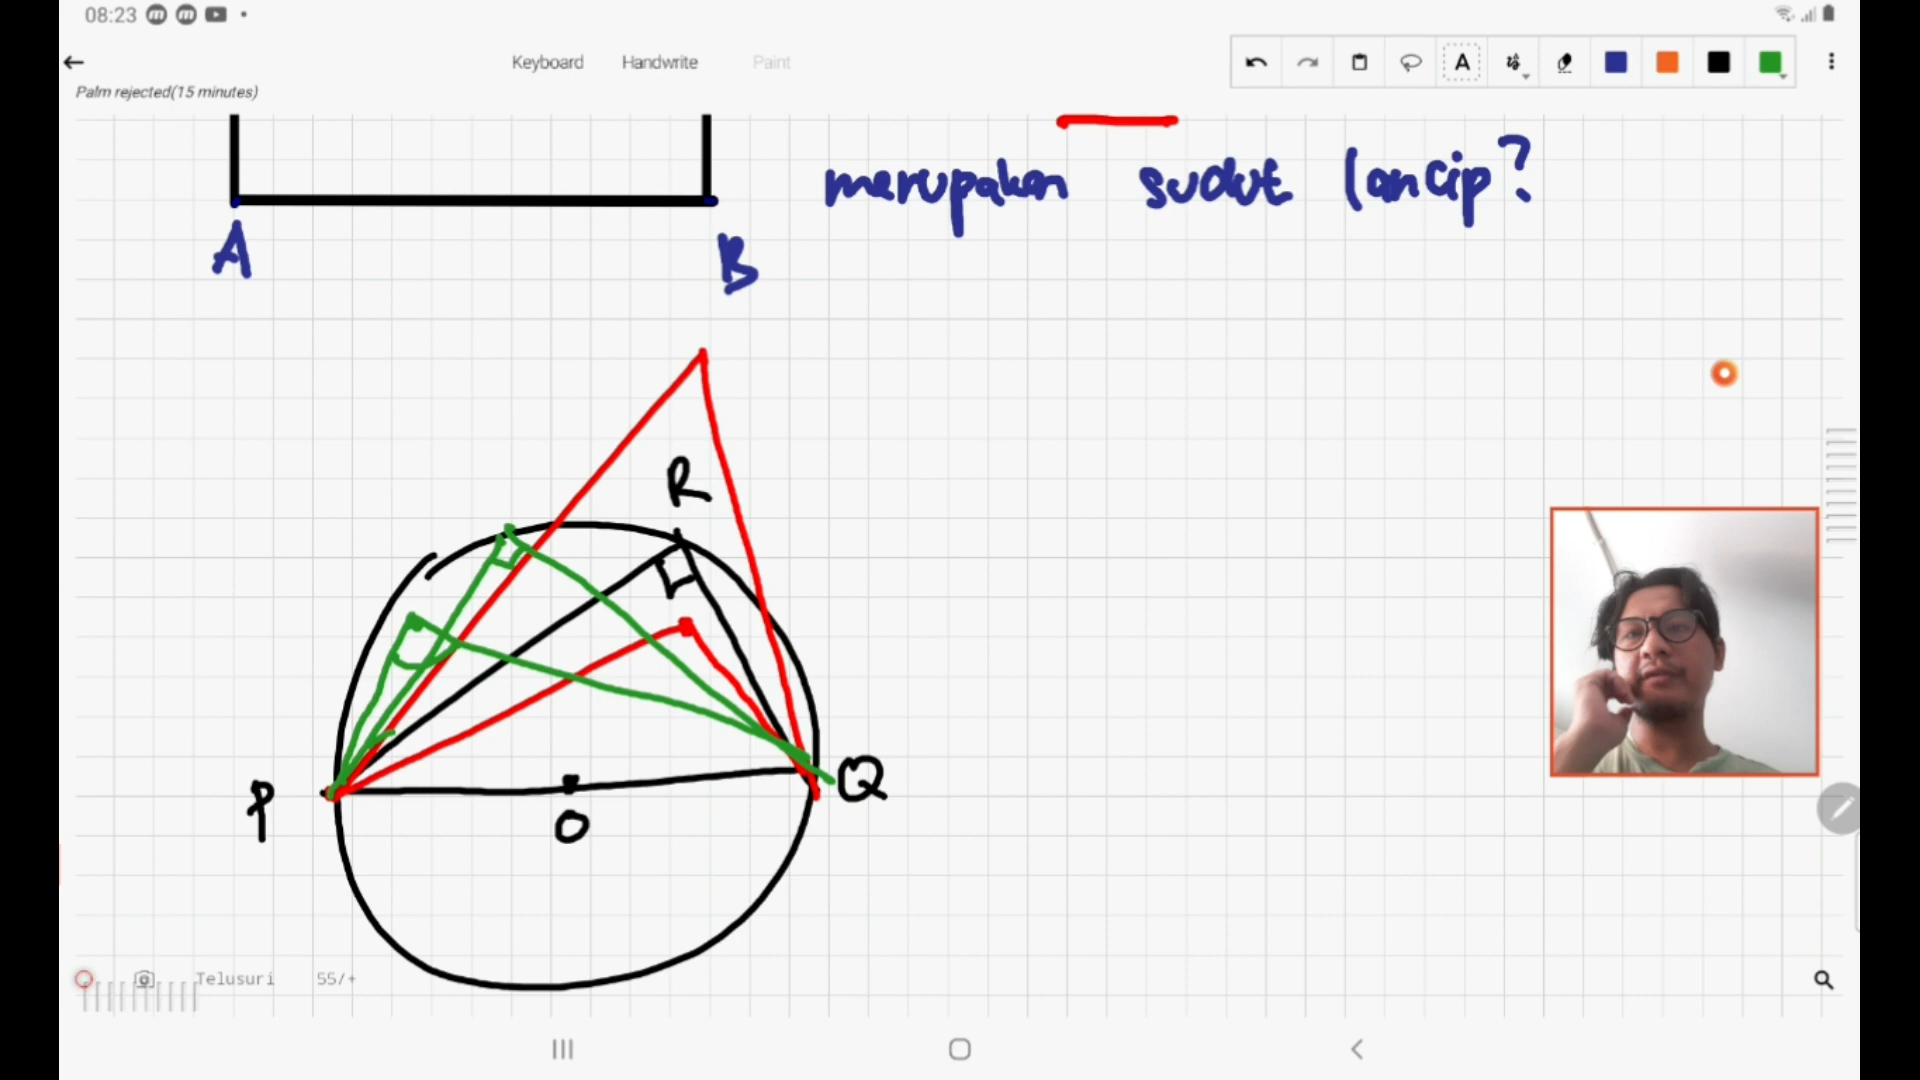 08:23
Keyboard Handwrite Paint
Palm rejected(15 minutes)
A
merupakan sudut lancip?
A B
R
P O Q
Telusuri 55/+